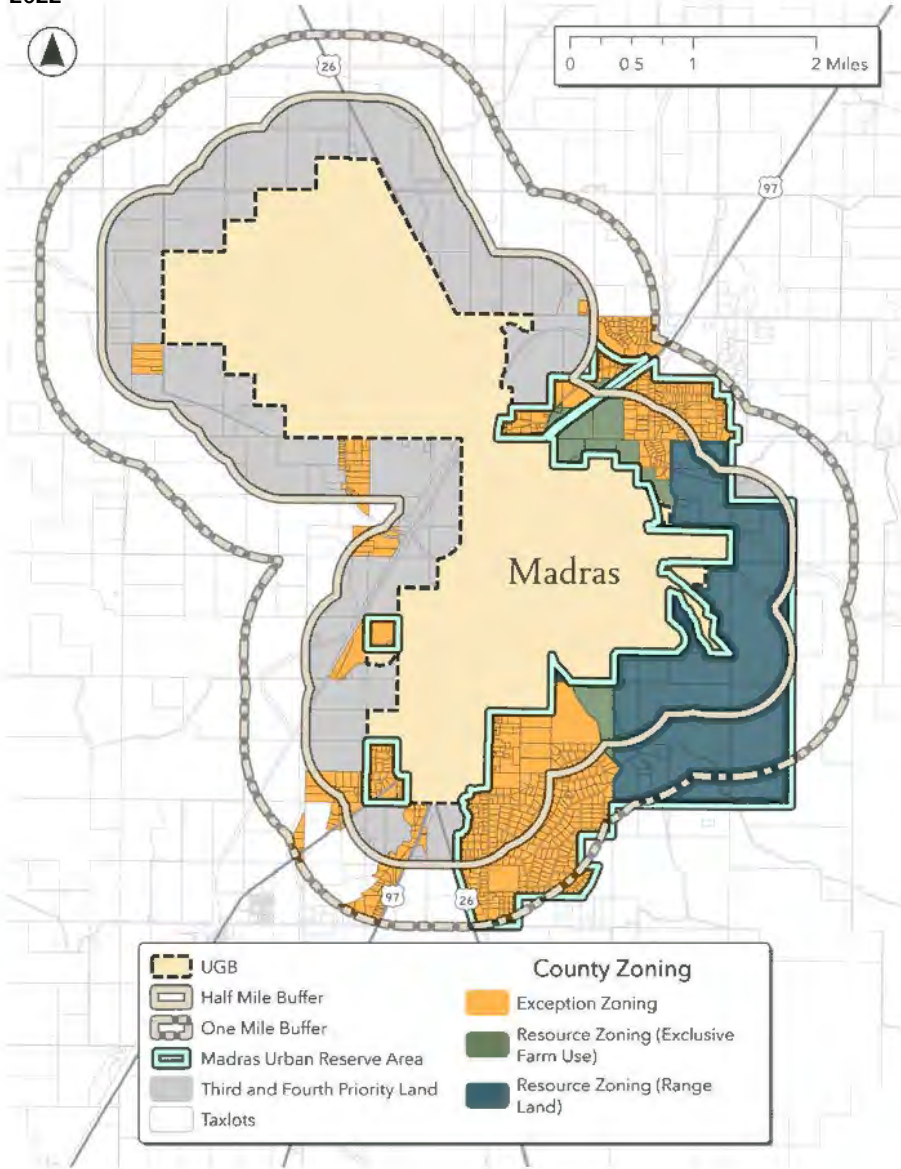 26
0 0 5 1 2 Miles
97
Madras
97
26
UGB
Half Mile Buffer
One Mile Buffer
Madras Urban Reserve Area
Third and Fourth Priority Land
Taxlots
County Zoning
Exception Zoning
Resource Zoning (Exclusive
Farm Use)
Resource Zoning (Range
Land)